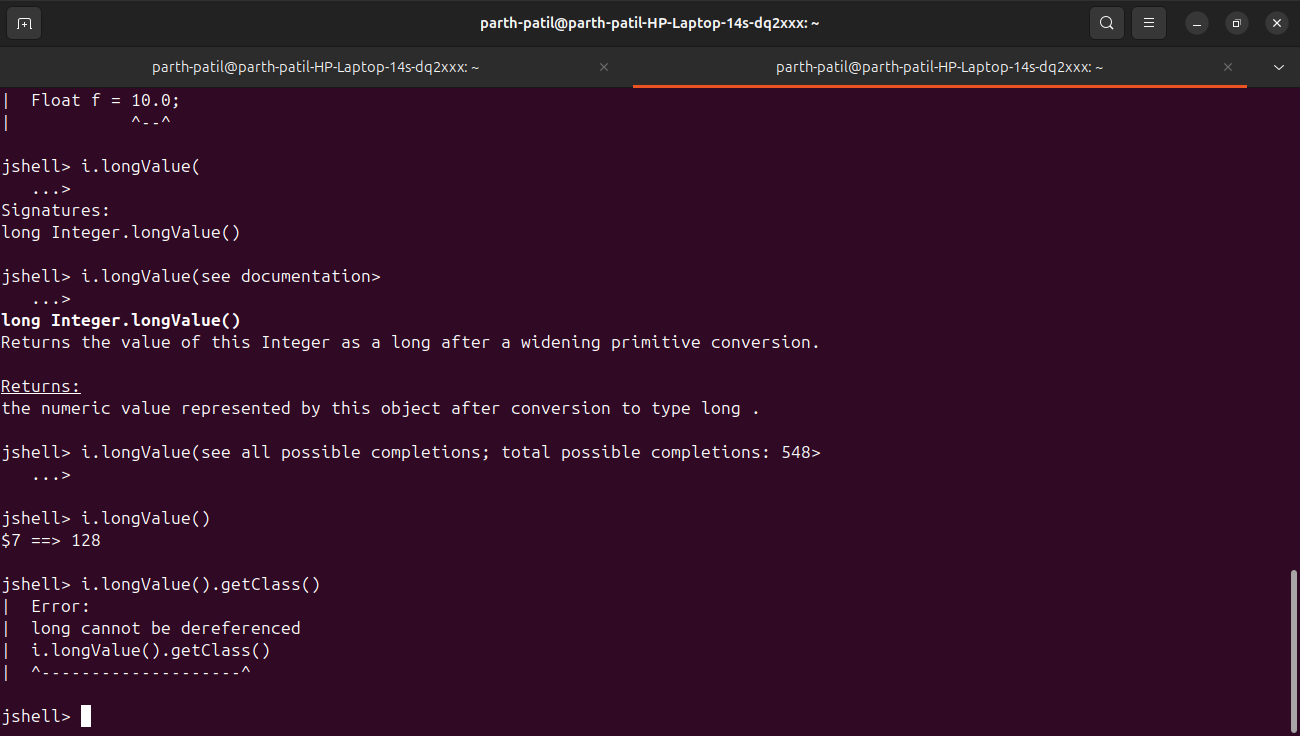 parth-patil@parth-patil-HP-Laptop-14s-dq2xxx: ~
parth-patil@parth-patil-HP-Laptop-14s-dq2xxx: ~
parth-patil@parth-patil-HP-Laptop-14s-dq2xxx: ~
|  Float f = 10.0;
|            ^--^
jshell> i.longValue(
   ...>
Signatures:
long Integer.longValue()
jshell> i.longValue(see documentation>
   ...>
long Integer.longValue()
Returns the value of this Integer as a long after a widening primitive conversion.
Returns:
the numeric value represented by this object after conversion to type long .
jshell> i.longValue(see all possible completions; total possible completions: 548>
   ...>
jshell> i.longValue()
$7 ==> 128
jshell> i.longValue().getClass()
|  Error:
|  long cannot be dereferenced
|  i.longValue().getClass()
|  ^--------------------^
jshell>